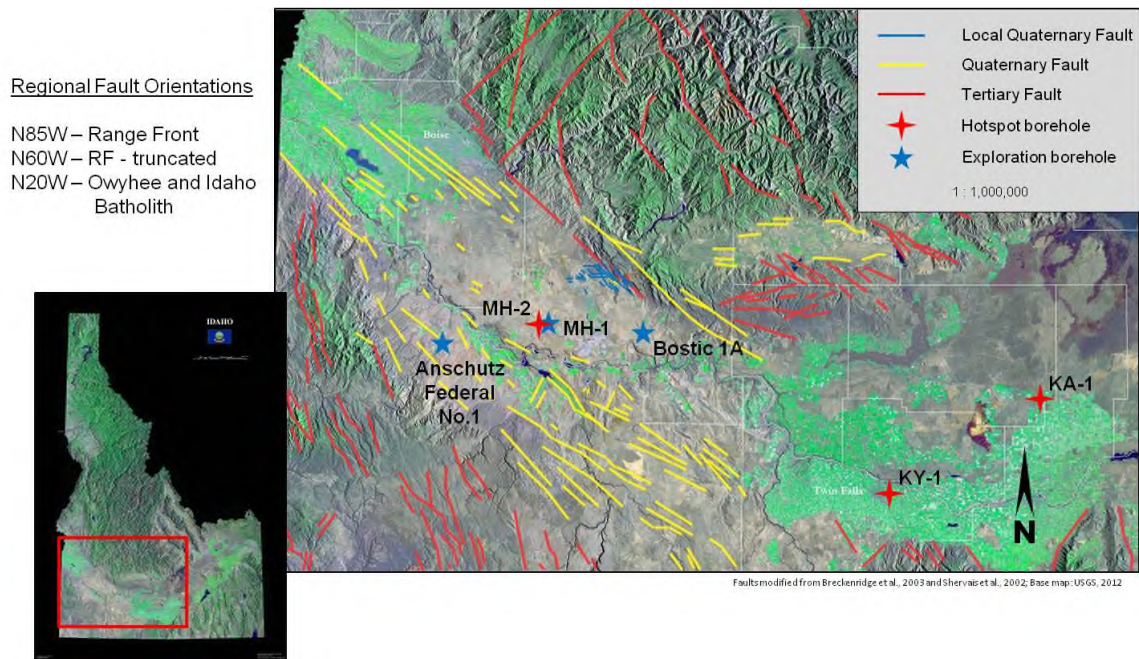 Regional Fault Orientations
N85W – Range Front
N60W – RF - truncated
N20W – Owyhee and Idaho
Batholith
IDAHO
Boise
Twin Falls
MH-2
MH-1
Bostic 1A
Anschutz
Federal
No.1
KA-1
KY-1
N
Local Quaternary Fault
Quaternary Fault
Tertiary Fault
Hotspot borehole
Exploration borehole
1 : 1,000,000
Faults modified from Breckenridge et al., 2003 and Shervais et al., 2002; Base map: USGS, 2012